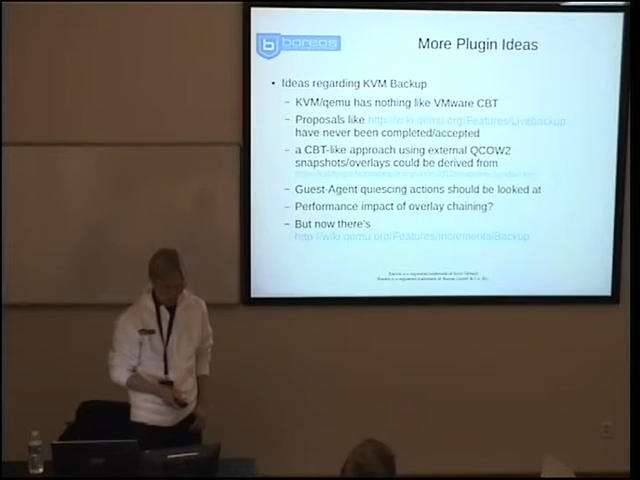 bareos
More Plugin Ideas
• Ideas regarding KVM Backup
– KVM/qemu has nothing like VMware CBT
– Proposals like http://wiki.qemu.org/Features/Livebackup
have never been completed/accepted
– a CBT-like approach using external QCOW2
snapshots/overlays could be derived from
– Guest-Agent quiescing actions should be looked at
– Performance impact of overlay chaining?
– But now there's
http://wiki.qemu.org/Features/IncrementalBackup